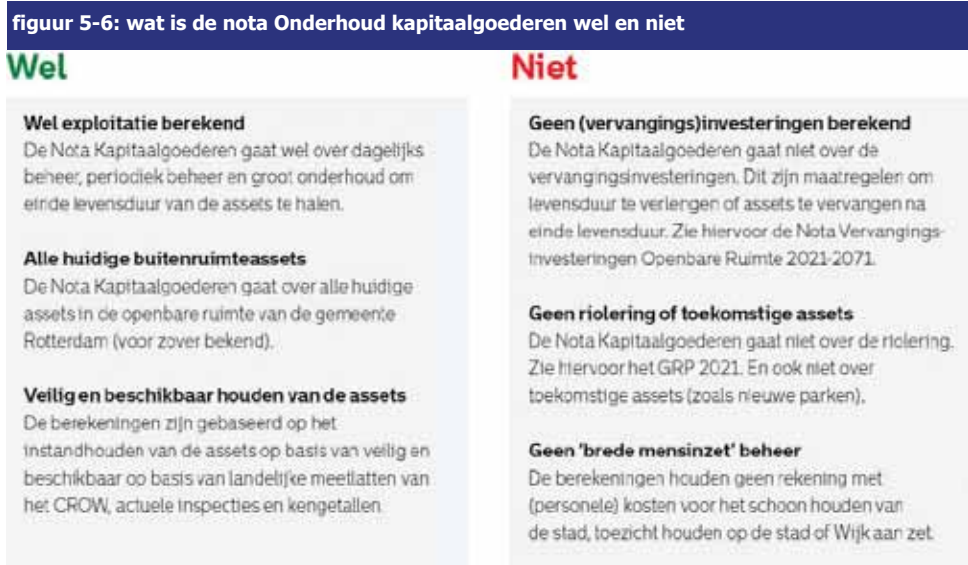 figuur 5-6: wat is de nota Onderhoud kapitaalgoederen wel en niet
Wel
Wel exploitatie berekend
De Nota Kapitaalgoederen gaat wel over dagelijks
beheer, periodiek beheer en groot onderhoud om
einde levensduur van de assets te halen.
Alle huidige buitenruimteassets
De Nota Kapitaalgoederen gaat over alle huidige
assets in de openbare ruimte van de gemeente
Rotterdam (voor zover bekend).
Veilig en beschikbaar houden van de assets
De berekeningen zijn gebaseerd op het
instandhouden van de assets op basis van veilig en
beschikbaar op basis van landelijke meetlatten van
het CROW, actuele inspecties en kengetallen.
Niet
Geen (vervangings)investeringen berekend
De Nota Kapitaalgoederen gaat niet over de
vervangingsinvesteringen. Dit zijn maatregelen om
levensduur te verlengen of assets te vervangen na
einde levensduur. Zie hiervoor de Nota Vervangings-
investeringen Openbare Ruimte 2021-2071.
Geen riolering of toekomstige assets
De Nota Kapitaalgoederen gaat niet over de riolering.
Zie hiervoor het GRP 2021. En ook niet over
toekomstige assets (zoals nieuwe parken).
Geen 'brede mensinzet' beheer
De berekeningen houden geen rekening met
(personele) kosten voor het schoon houden van
de stad, toezicht houden op de stad of Wijk aan zet.